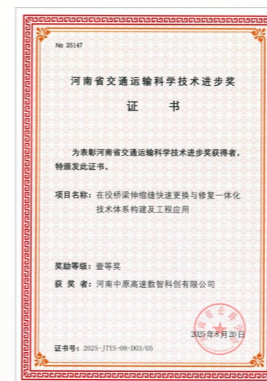 № 25147
河南省交通运输科学技术进步奖
证 书
为表彰河南省交通运输科学技术进步奖获得者，
特颁发此证书。
项目名称：在役桥梁伸缩缝快速更换与修复一体化
技术体系构建及工程应用
奖励等级：壹等奖
获 奖 者：河南中原高速数智科创有限公司
2025年8月20日
证书号：2025-JTYS-08-D03/05